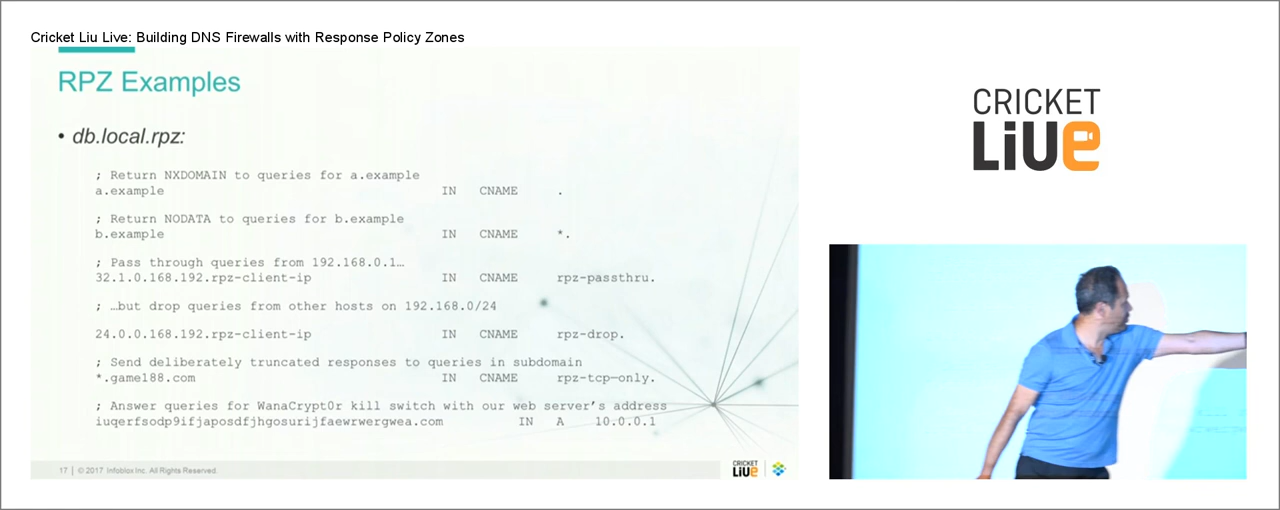 Cricket Liu Live: Building DNS Firewalls with Response Policy Zones
RPZ Examples
• db.local.rpz:
; Return NXDOMAIN to queries for a.example
a.example IN CNAME .
; Return NODATA to queries for b.example
b.example IN CNAME *.
; Pass through queries from 192.168.0.1…
32.1.0.168.192.rpz-client-ip IN CNAME rpz-passthru.
; …but drop queries from other hosts on 192.168.0/24
24.0.0.168.192.rpz-client-ip IN CNAME rpz-drop.
; Send deliberately truncated responses to queries in subdomain
*.game188.com IN CNAME rpz-tcp–only.
; Answer queries for WanaCrypt0r kill switch with our web server’s address
iuqerfsodp9ifjaposdfjhgosurijfaewrwergwea.com IN A 10.0.0.1
17 | © 2017 Infoblox Inc. All Rights Reserved.
CRICKET
LiUe
CRICKET
LiUe